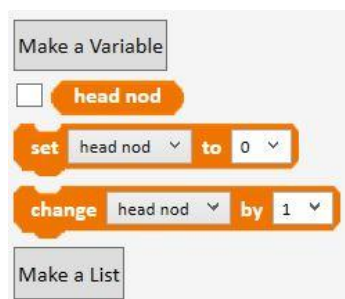 Make a Variable
head nod
set head nod to 0
change head nod by 1
Make a List